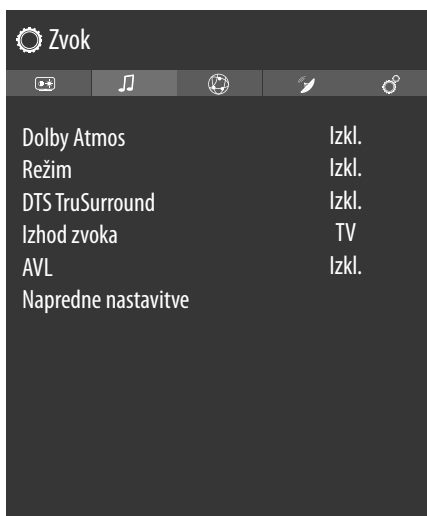 Zvok
Dolby Atmos Izkl.
Režim Izkl.
DTS TruSurround Izkl.
Izhod zvoka TV
AVL Izkl.
Napredne nastavitve